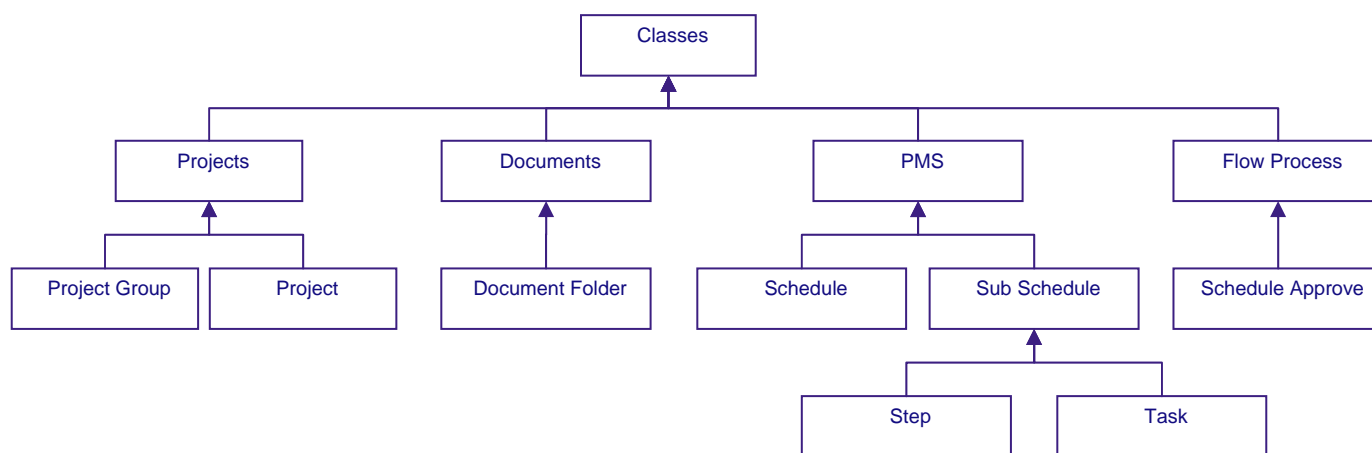 Classes
Projects
Documents
PMS
Flow Process
Project Group
Project
Document Folder
Schedule
Sub Schedule
Schedule Approve
Step
Task